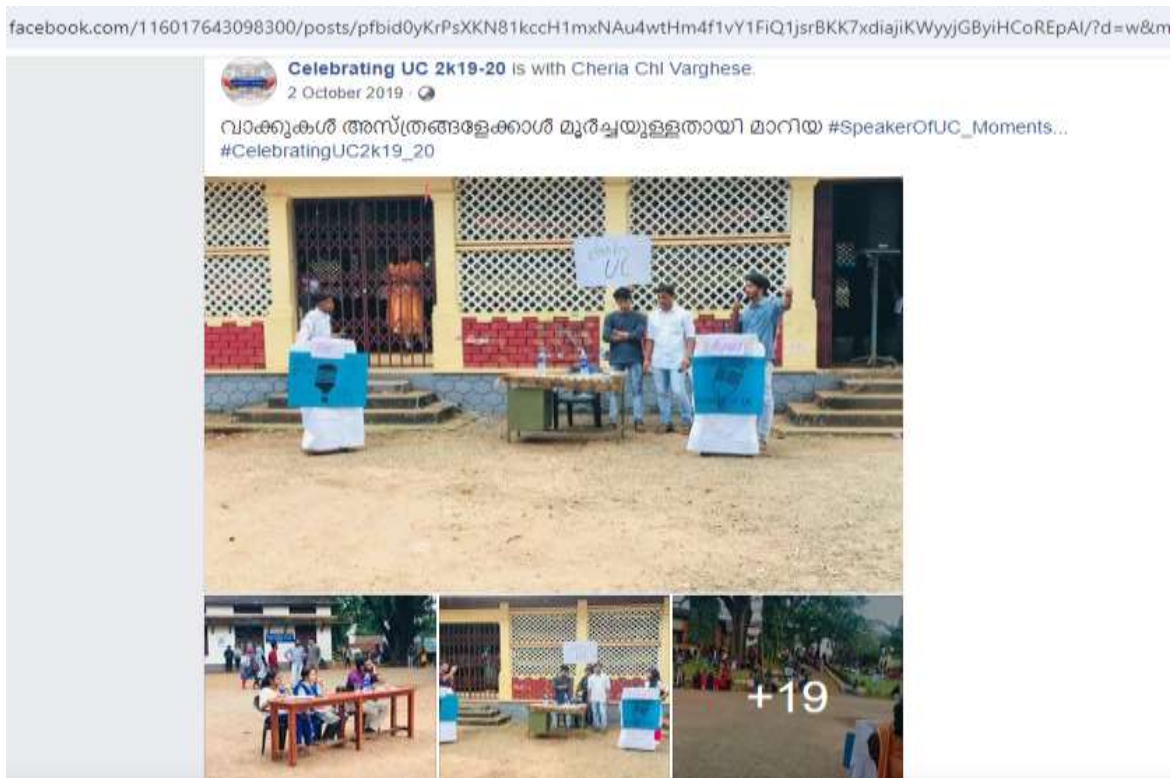 facebook.com/116017643098300/posts/pfbid0yKrPsXKN81kccH1mxNAu4wtHm4f1vY1FiQ1jsrBKK7xdiajiKWyyjGByiHCoREpAl/?d=w&m
Celebrating UC 2k19-20 is with Cheria ChI Varghese.
2 October 2019 ·
വാക്കുകൾ അസ്ത്രങ്ങളേക്കാൾ മൂർച്ചയുള്ളതായി മാറിയ #SpeakerOfUC_Moments...
#CelebratingUC2k19_20
UC
+19